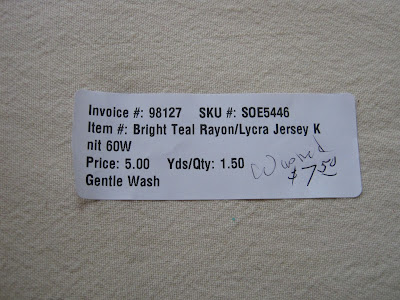 Invoice #: 98127 SKU #: SOE5446
Item #: Bright Teal Rayon/Lycra Jersey K
nit 60W
Price: 5.00 Yds/Qty: 1.50
Washed
$7.50
Gentle Wash